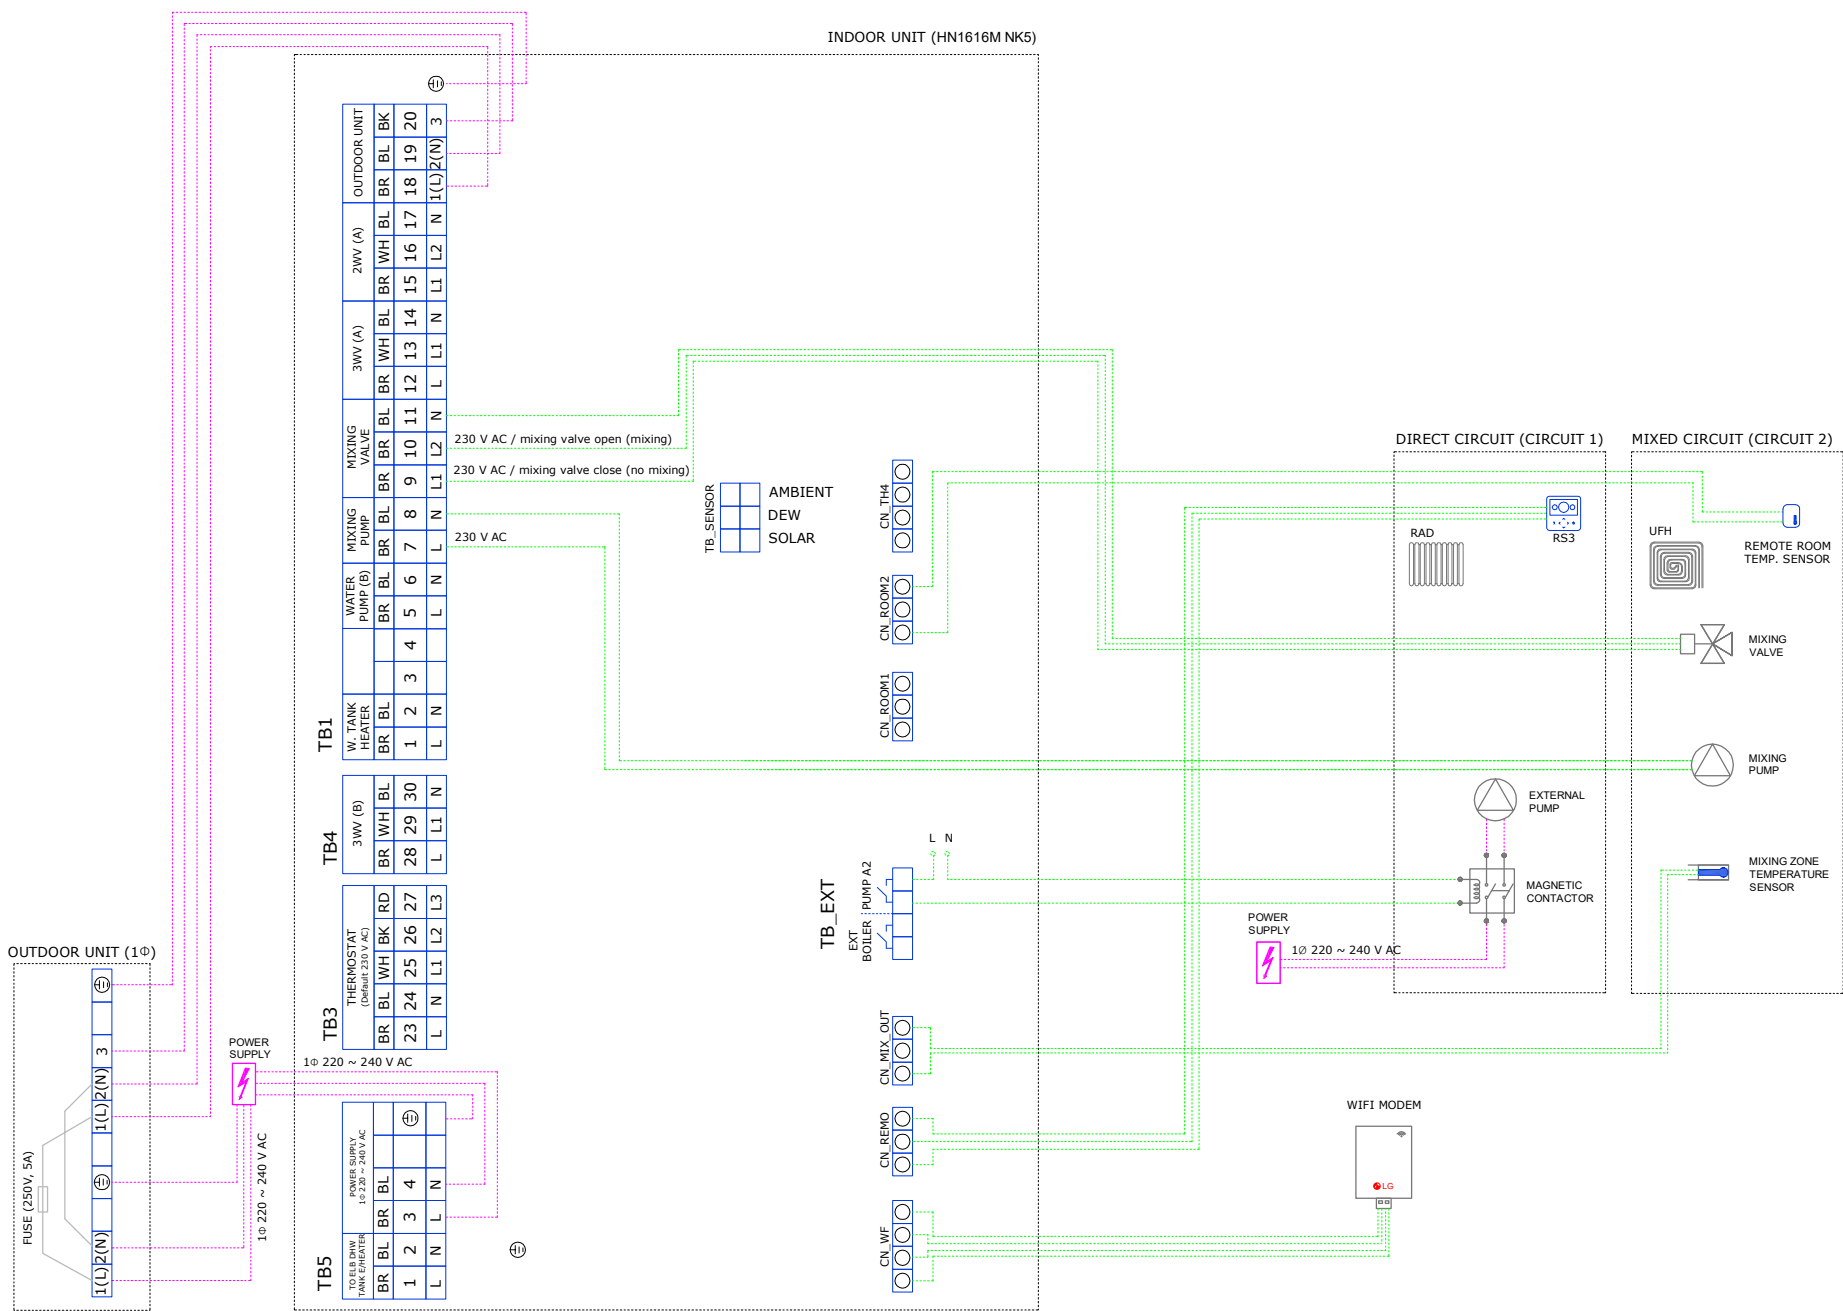 INDOOR UNIT (HN1616M NK5)
OUTDOOR UNIT
BK 20 3
BL 19 2(N)
BR 18 1(L)
2WV (A)
BL 17 N
WH 16 L2
BR 15 L1
3WV (A)
BL 14 N
WH 13 L1
BR 12 L
MIXING
VALVE
BL 11 N
BR 10 L2
BR 9 L1
230 V AC / mixing valve open (mixing)
230 V AC / mixing valve close (no mixing)
MIXING
PUMP
BL 8 N
BR 7 L
230 V AC
WATER
PUMP (B)
BL 6 N
BR 5 L
4
3
W. TANK
HEATER
BL 2 N
BR 1 L
TB1
TB4
3WV (B)
BL 30 N
WH 29 L1
BR 28 L
TB3
THERMOSTAT
(Default 230 V AC)
RD 27 L3
BK 26 L2
WH 25 L1
BL 24 N
BR 23 L
1Φ 220 ~ 240 V AC
TB5
POWER SUPPLY
1Φ 220 ~ 240 V AC
BL 4 N
BR 3 L
TO ELB DHW
TANK E/HEATER
BL 2 N
BR 1 L
TB_SENSOR
AMBIENT
DEW
SOLAR
CN_TH4
CN_ROOM2
CN_ROOM1
L N
TB_EXT
PUMP A2
EXT
BOILER
CN_MIX_OUT
CN_REMO
CN_WF
OUTDOOR UNIT (1Φ)
3
2(N)
1(L)
2(N)
1(L)
FUSE (250V, 5A)
POWER
SUPPLY
1Φ 220 ~ 240 V AC
DIRECT CIRCUIT (CIRCUIT 1)
RAD
RS3
EXTERNAL
PUMP
MAGNETIC
CONTACTOR
POWER
SUPPLY
1Ø 220 ~ 240 V AC
MIXED CIRCUIT (CIRCUIT 2)
UFH
REMOTE ROOM
TEMP. SENSOR
MIXING
VALVE
MIXING
PUMP
MIXING ZONE
TEMPERATURE
SENSOR
WIFI MODEM
LG